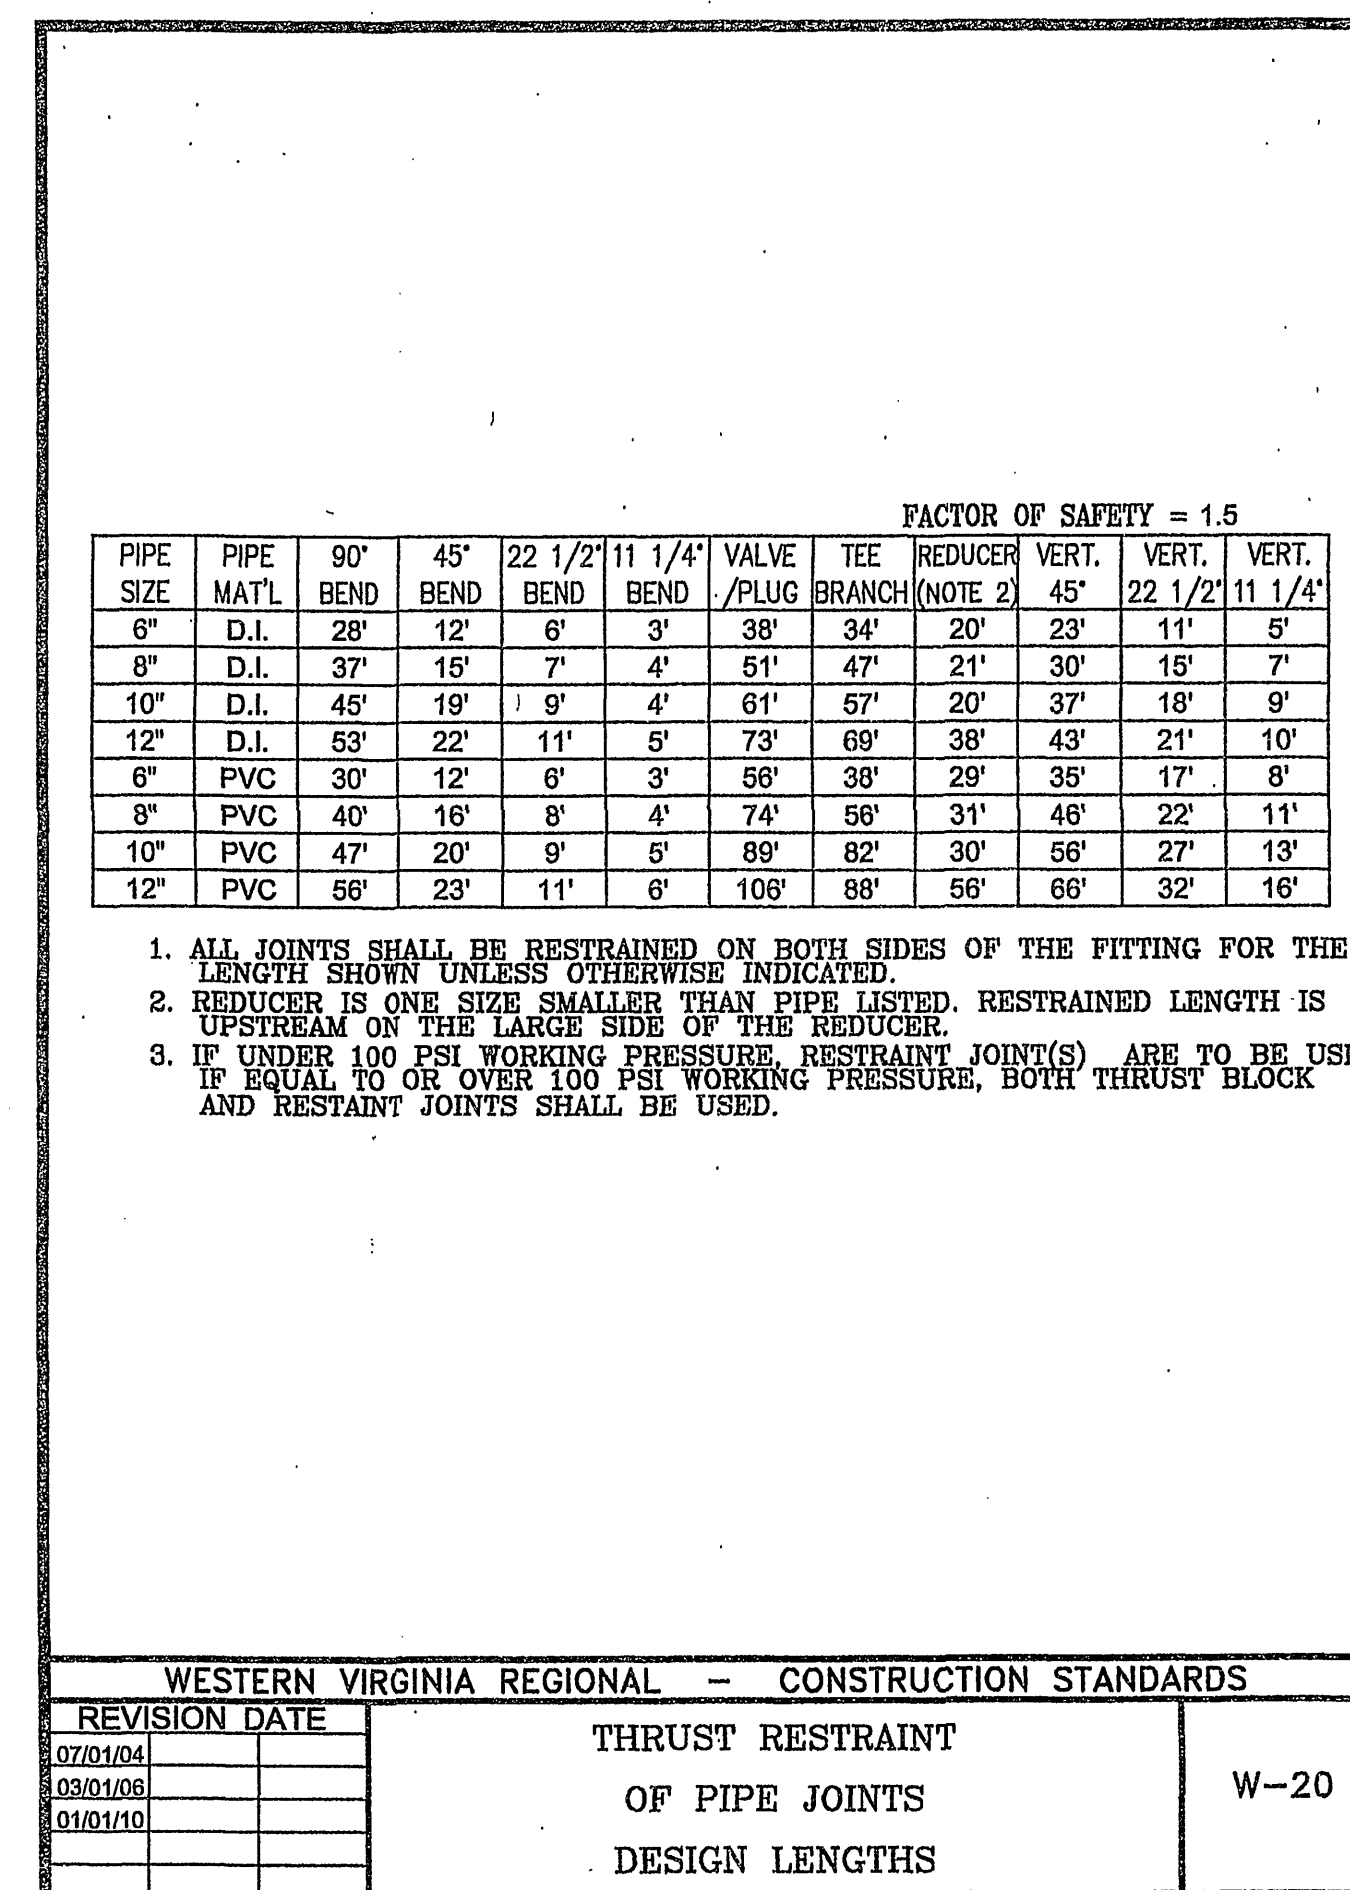 FACTOR OF SAFETY = 1.5
PIPE SIZE PIPE MAT'L 90° BEND 45° BEND 22 1/2° BEND 11 1/4° BEND VALVE /PLUG TEE BRANCH REDUCER (NOTE 2) VERT. 45° VERT. 22 1/2° VERT. 11 1/4°
6" D.I. 28' 12' 6' 3' 38' 34' 20' 23' 11' 5'
8" D.I. 37' 15' 7' 4' 51' 47' 21' 30' 15' 7'
10" D.I. 45' 19' 9' 4' 61' 57' 20' 37' 18' 9'
12" D.I. 53' 22' 11' 5' 73' 69' 38' 43' 21' 10'
6" PVC 30' 12' 6' 3' 56' 38' 29' 35' 17' 8'
8" PVC 40' 16' 8' 4' 74' 56' 31' 46' 22' 11'
10" PVC 47' 20' 9' 5' 89' 82' 30' 56' 27' 13'
12" PVC 56' 23' 11' 6' 106' 88' 56' 66' 32' 16'
1. ALL JOINTS SHALL BE RESTRAINED ON BOTH SIDES OF THE FITTING FOR THE
LENGTH SHOWN UNLESS OTHERWISE INDICATED.
2. REDUCER IS ONE SIZE SMALLER THAN PIPE LISTED. RESTRAINED LENGTH IS
UPSTREAM ON THE LARGE SIDE OF THE REDUCER.
3. IF UNDER 100 PSI WORKING PRESSURE, RESTRAINT JOINT(S) ARE TO BE
IF EQUAL TO OR OVER 100 PSI WORKING PRESSURE, BOTH THRUST BLOCK
AND RESTAINT JOINTS SHALL BE USED.
WESTERN VIRGINIA REGIONAL - CONSTRUCTION STANDARDS
REVISION DATE
07/01/04
03/01/06
01/01/10
THRUST RESTRAINT
OF PIPE JOINTS
DESIGN LENGTHS
W-20